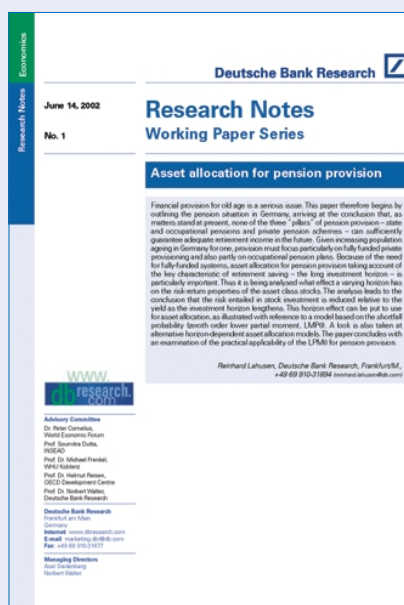 Economics
Research Notes
Deutsche Bank Research
June 14, 2002
No. 1
Research Notes
Working Paper Series
Asset allocation for pension provision
Financial provision for old age is a serious issue. This paper therefore begins by
outlining the pension situation in Germany, arriving at the conclusion that, as
matters stand at present, none of the three "pillars" of pension provision – state
and occupational pensions and private pension schemes – can sufficiently
guarantee adequate retirement income in the future. Given increasing population
ageing in Germany for one, provision must focus particularly on fully funded private
provisioning and also partly on occupational pension plans. Because of the need
for fully-funded systems, asset allocation for pension provision taking account of
the key characteristic of retirement saving – the long investment horizon – is
particularly important. Thus it is being analysed what effect a varying horizon has
on the risk-return properties of the asset class stocks. The analysis leads to the
conclusion that the risk entailed in stock investment is reduced relative to the
yield as the investment horizon lengthens. This horizon effect can be put to use
for asset allocation, as illustrated with reference to a model based on the shortfall
probability (zeroth order lower partial moment, LMP0). A look is also taken at
alternative horizon-dependent asset allocation models. The paper concludes with
an examination of the practical applicability of the LPM0 for pension provision.
Reinhard Lahusen, Deutsche Bank Research, Frankfurt/M.,
+49 69 910-31894 (reinhard.lahusen@db.com)
www.
dbresearch.
com
Advisory Committee
Dr. Peter Cornelius,
World Economic Forum
Prof. Soumitra Dutta,
INSEAD
Prof. Dr. Michael Frenkel,
WHU Koblenz
Prof. Dr. Helmut Reisen,
OECD Development Centre
Prof. Dr. Norbert Walter,
Deutsche Bank Research
Deutsche Bank Research
Frankfurt am Main
Germany
Internet: www.dbresearch.com
E-mail: marketing.dbr@db.com
Fax: +49 69 910-31877
Managing Directors
Axel Siedenberg
Norbert Walter